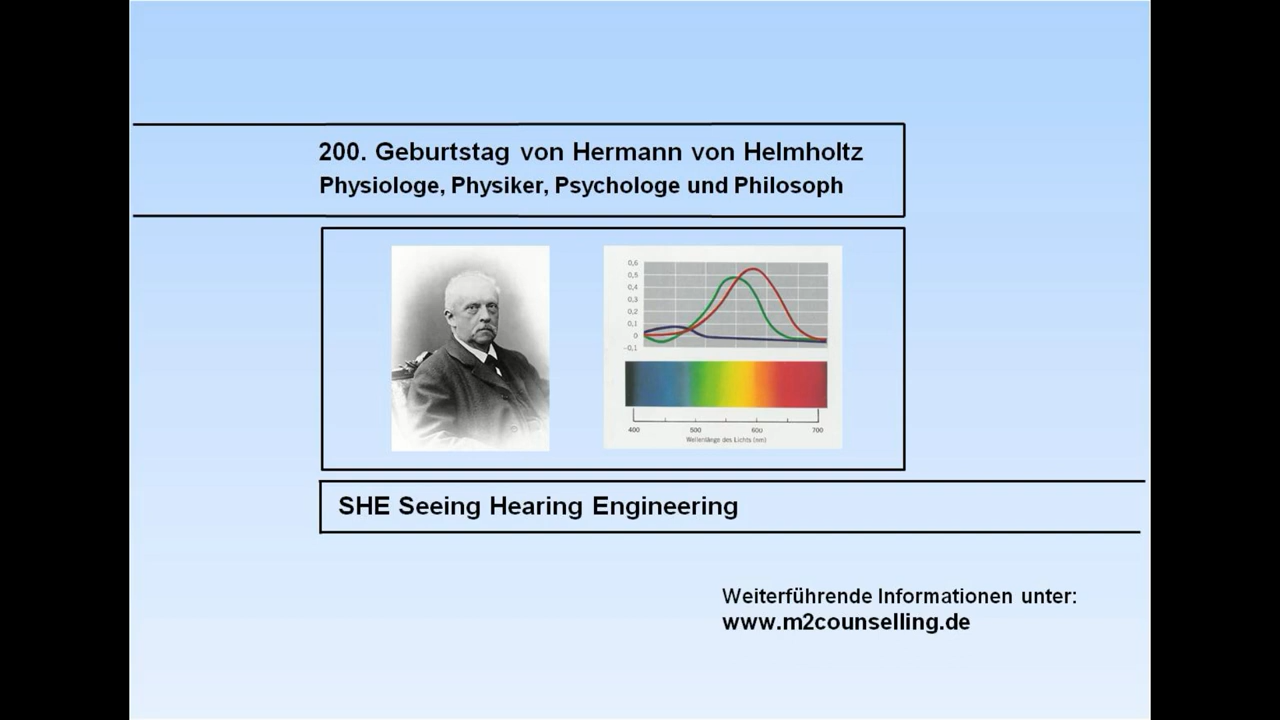 200. Geburtstag von Hermann von Helmholtz
Physiologe, Physiker, Psychologe und Philosoph
0,6
0,5
0,4
0,3
0,2
0,1
0
-0,1
400 500 600 700
Wellenlänge des Lichts (nm)
SHE Seeing Hearing Engineering
Weiterführende Informationen unter:
www.m2counselling.de